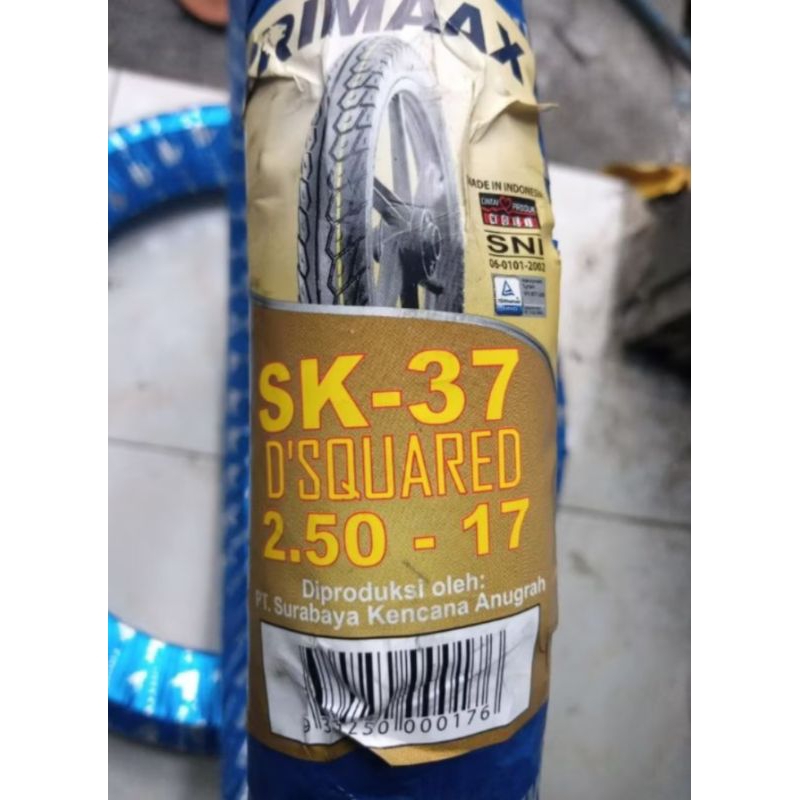 RIMAAX
MADE IN INDONESIA
SNI
06-0101-2002
SK-37
D'SQUARED
2.50 - 17
Diproduksi oleh:
PT. Surabaya Kencana Anugrah
000176